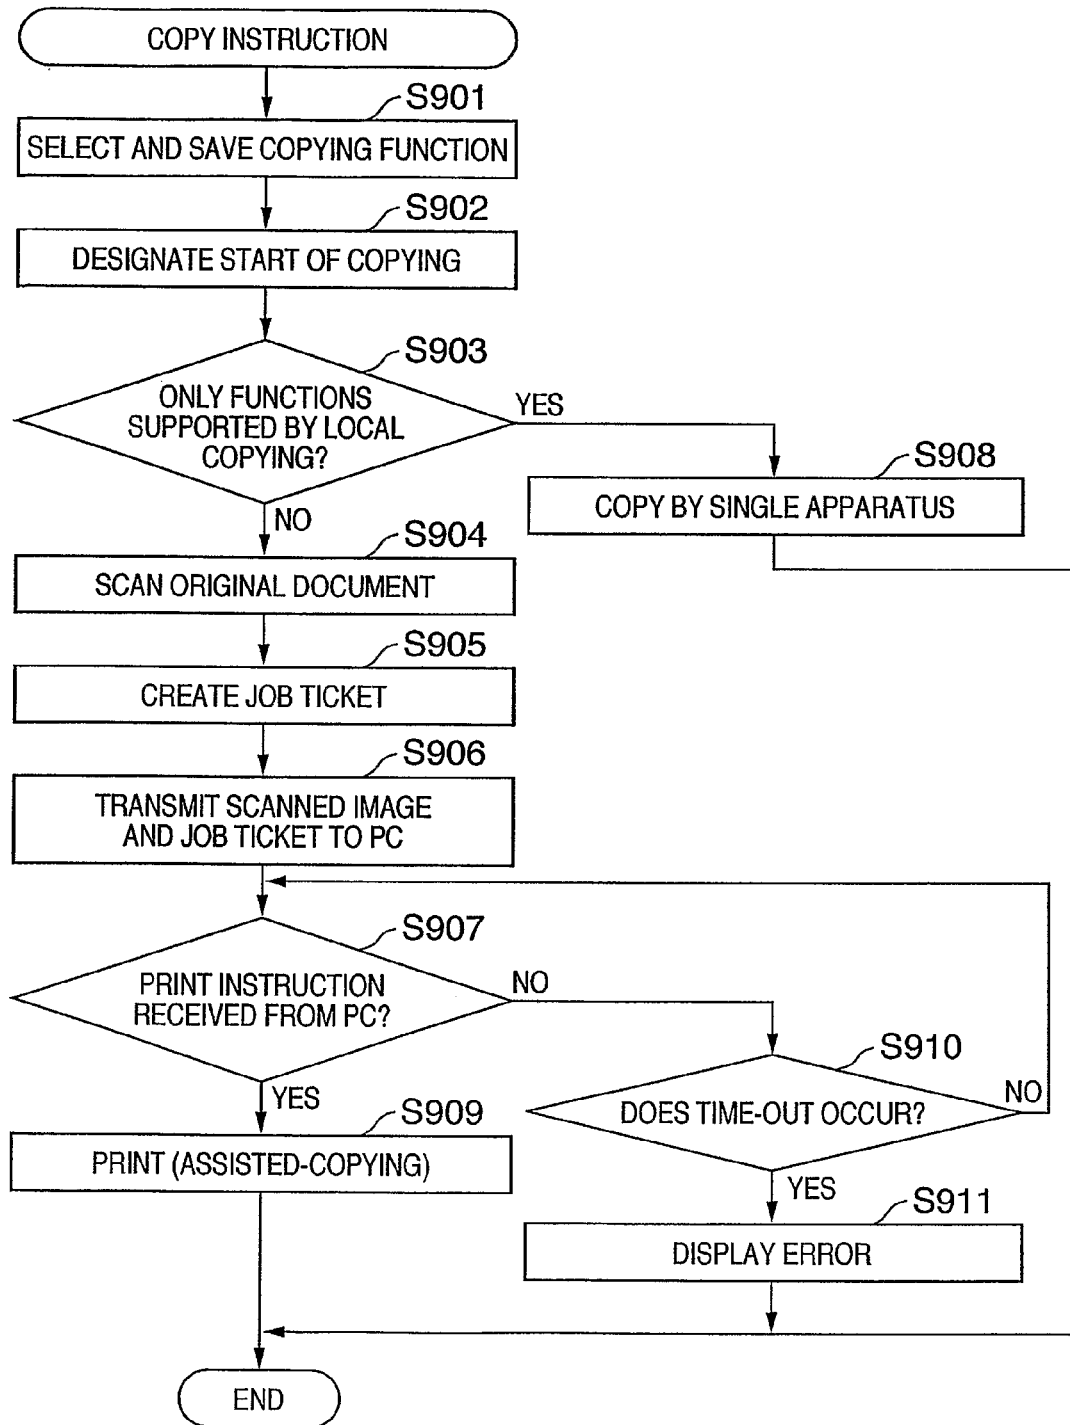 COPY INSTRUCTION
S901
SELECT AND SAVE COPYING FUNCTION
S902
DESIGNATE START OF COPYING
S903
ONLY FUNCTIONS
SUPPORTED BY LOCAL
COPYING?
YES
NO
S908
COPY BY SINGLE APPARATUS
S904
SCAN ORIGINAL DOCUMENT
S905
CREATE JOB TICKET
S906
TRANSMIT SCANNED IMAGE
AND JOB TICKET TO PC
S907
PRINT INSTRUCTION
RECEIVED FROM PC?
NO
YES
S910
DOES TIME-OUT OCCUR?
NO
YES
S909
PRINT (ASSISTED-COPYING)
S911
DISPLAY ERROR
END